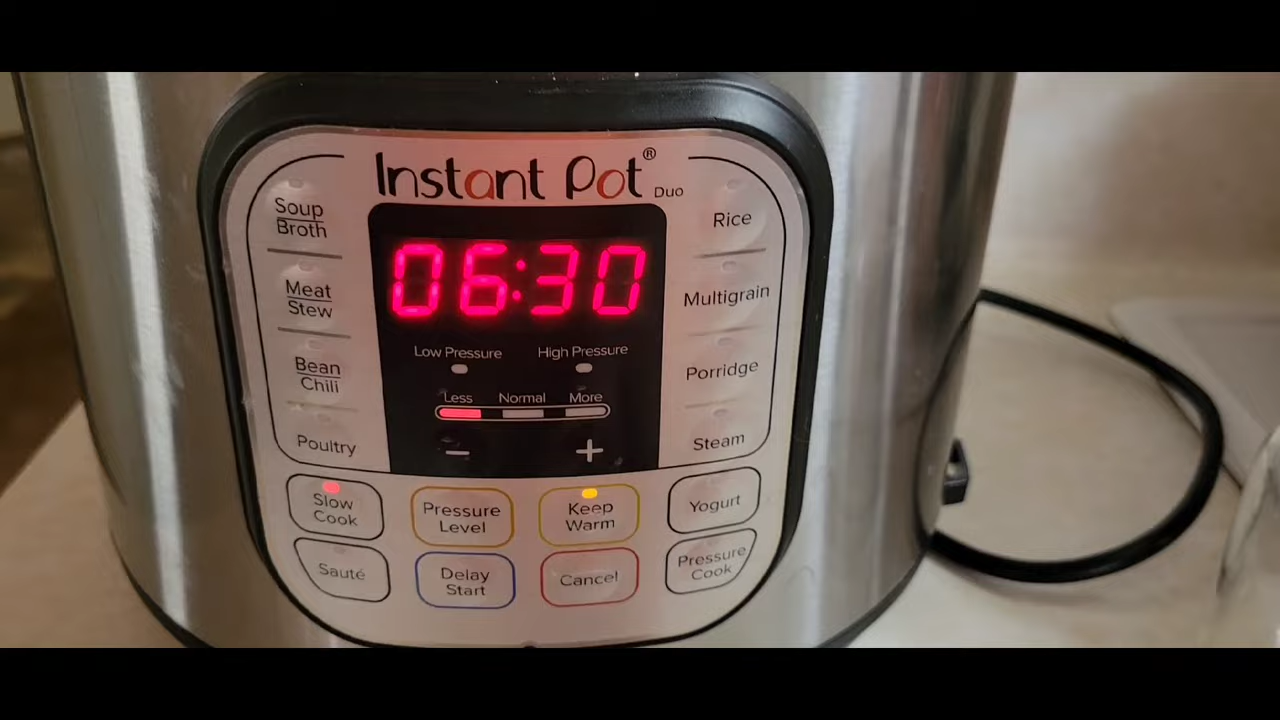 Instant Pot® Duo
Soup
Broth
Meat
Stew
Bean
Chili
Poultry
06:30
Low Pressure High Pressure
Less Normal More
− +
Rice
Multigrain
Porridge
Steam
Slow
Cook
Pressure
Level
Keep
Warm
Yogurt
Sauté
Delay
Start
Cancel
Pressure
Cook